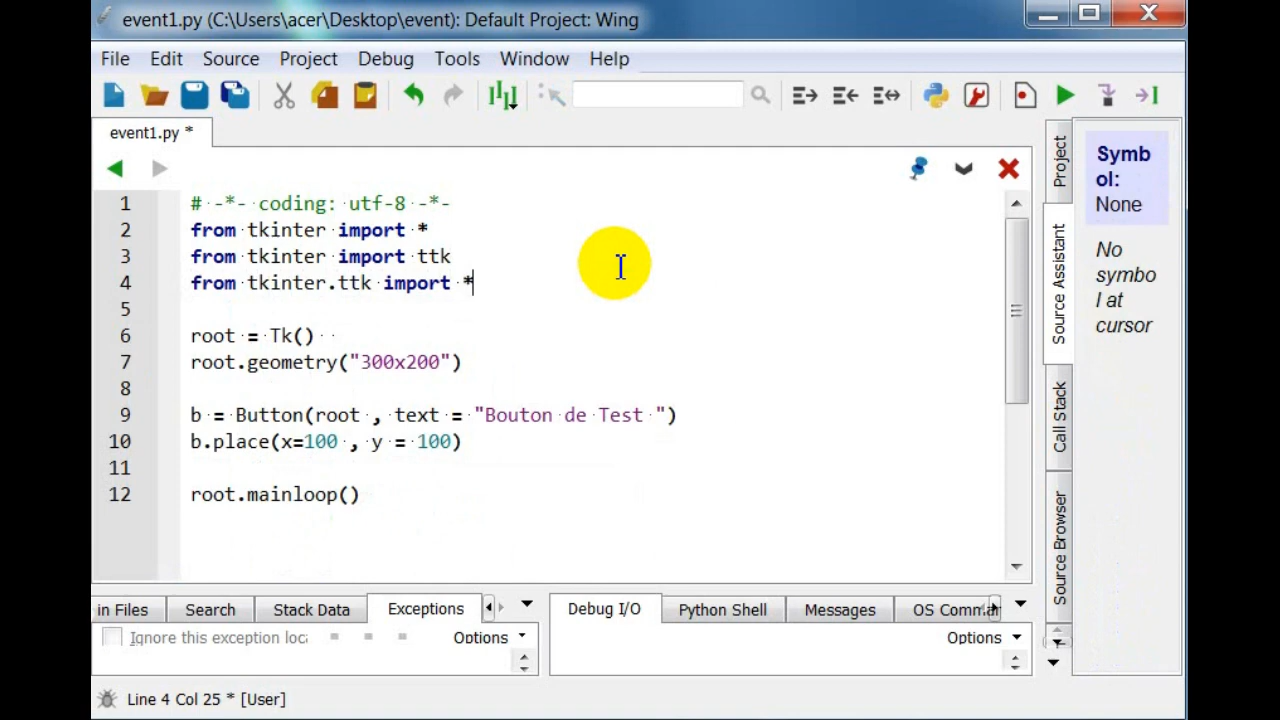 event1.py (C:\Users\acer\Desktop\event): Default Project: Wing
File Edit Source Project Debug Tools Window Help
event1.py *
1 # -*- coding: utf-8 -*-
2 from tkinter import *
3 from tkinter import ttk
4 from tkinter.ttk import *
5
6 root = Tk()
7 root.geometry("300x200")
8
9 b = Button(root , text = "Bouton de Test ")
10 b.place(x=100 , y = 100)
11
12 root.mainloop()
Project
Source Assistant
Call Stack
Source Browser
Symb
ol:
None
No
symbo
l at
cursor
in Files Search Stack Data Exceptions
Ignore this exception loca
Options
Debug I/O Python Shell Messages OS Comman
Options
Line 4 Col 25 * [User]